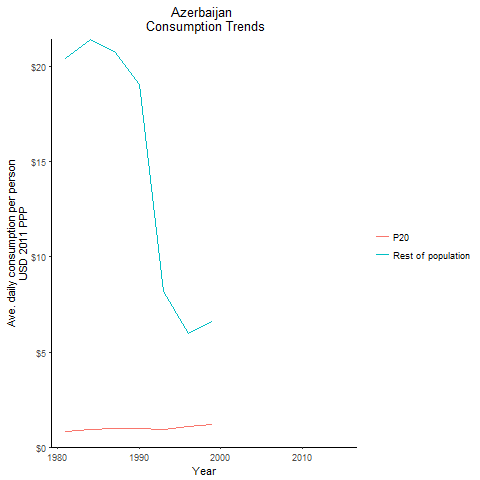 Azerbaijan
Consumption Trends
Ave. daily consumption per person
USD 2011 PPP
$20
$15
$10
$5
$0
1980
1990
2000
2010
Year
P20
Rest of population